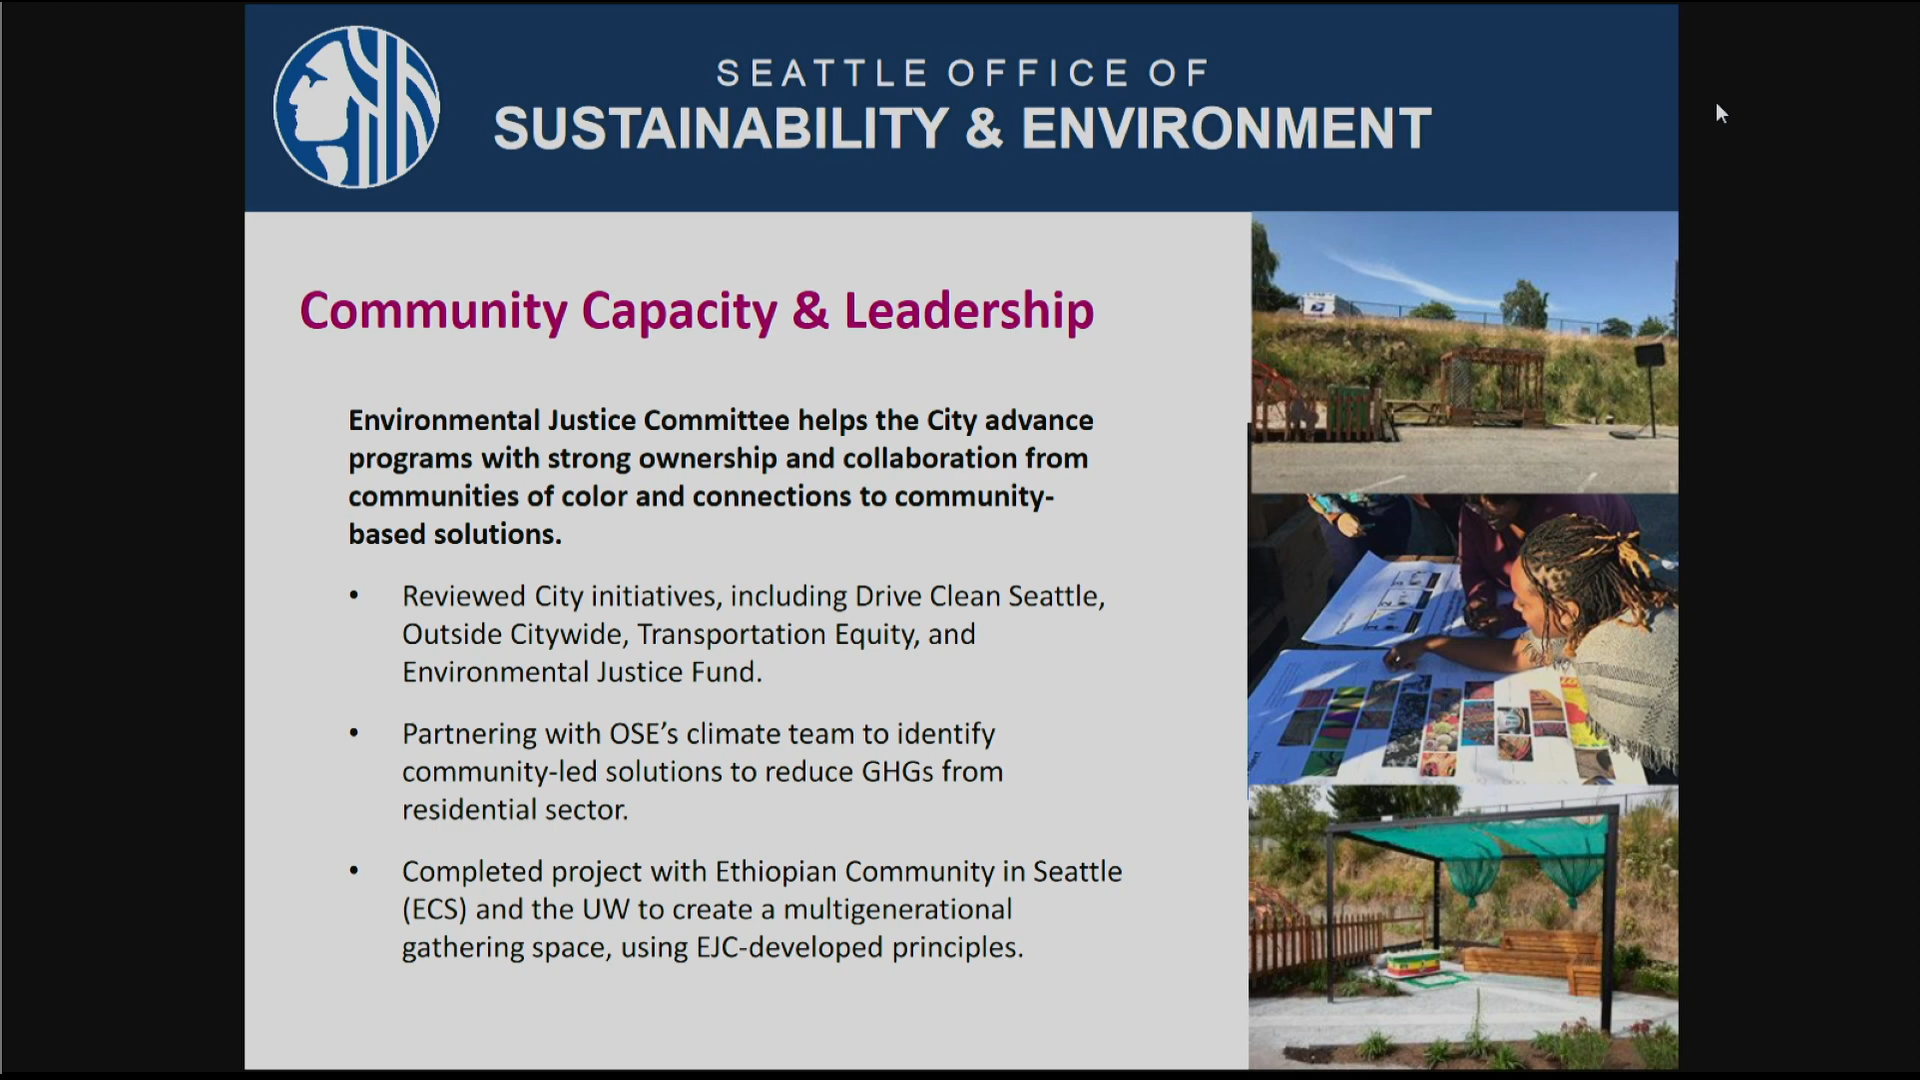 SEATTLE OFFICE OF
SUSTAINABILITY & ENVIRONMENT
Community Capacity & Leadership
Environmental Justice Committee helps the City advance
programs with strong ownership and collaboration from
communities of color and connections to community-
based solutions.
• Reviewed City initiatives, including Drive Clean Seattle,
Outside Citywide, Transportation Equity, and
Environmental Justice Fund.
• Partnering with OSE’s climate team to identify
community-led solutions to reduce GHGs from
residential sector.
• Completed project with Ethiopian Community in Seattle
(ECS) and the UW to create a multigenerational
gathering space, using EJC-developed principles.